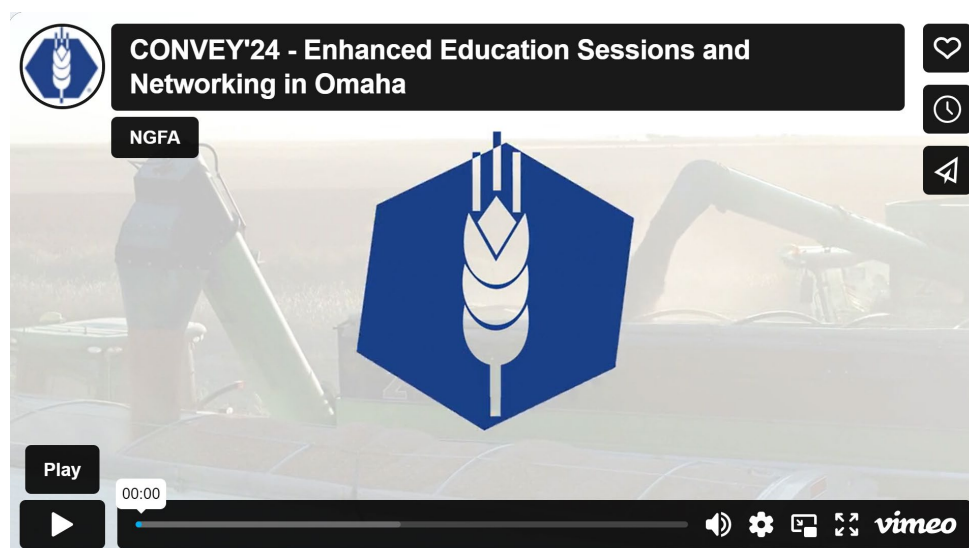 CONVEY'24 - Enhanced Education Sessions and
Networking in Omaha
NGFA
Play
00:00
vimeo